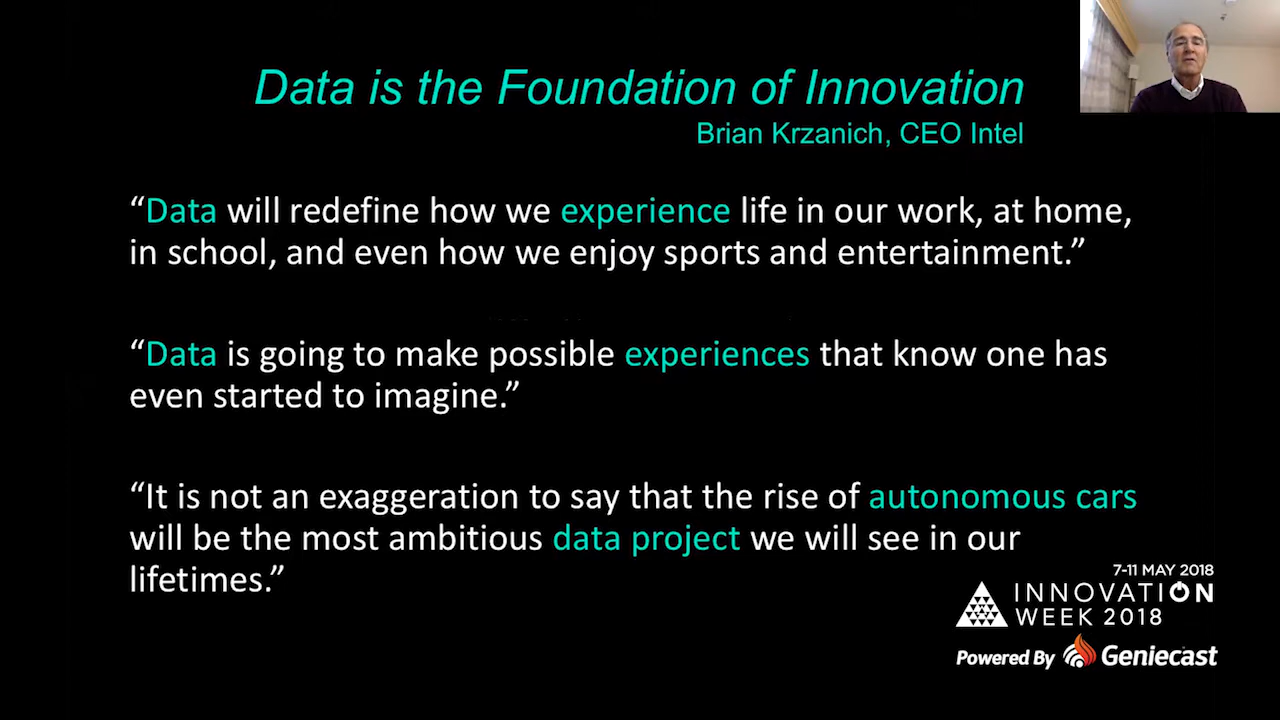 Data is the Foundation of Innovation
Brian Krzanich, CEO Intel
“Data will redefine how we experience life in our work, at home,
in school, and even how we enjoy sports and entertainment.”
“Data is going to make possible experiences that know one has
even started to imagine.”
“It is not an exaggeration to say that the rise of autonomous cars
will be the most ambitious data project we will see in our
lifetimes.”
7-11 MAY 2018
INNOVATION
WEEK 2018
Powered By Geniecast